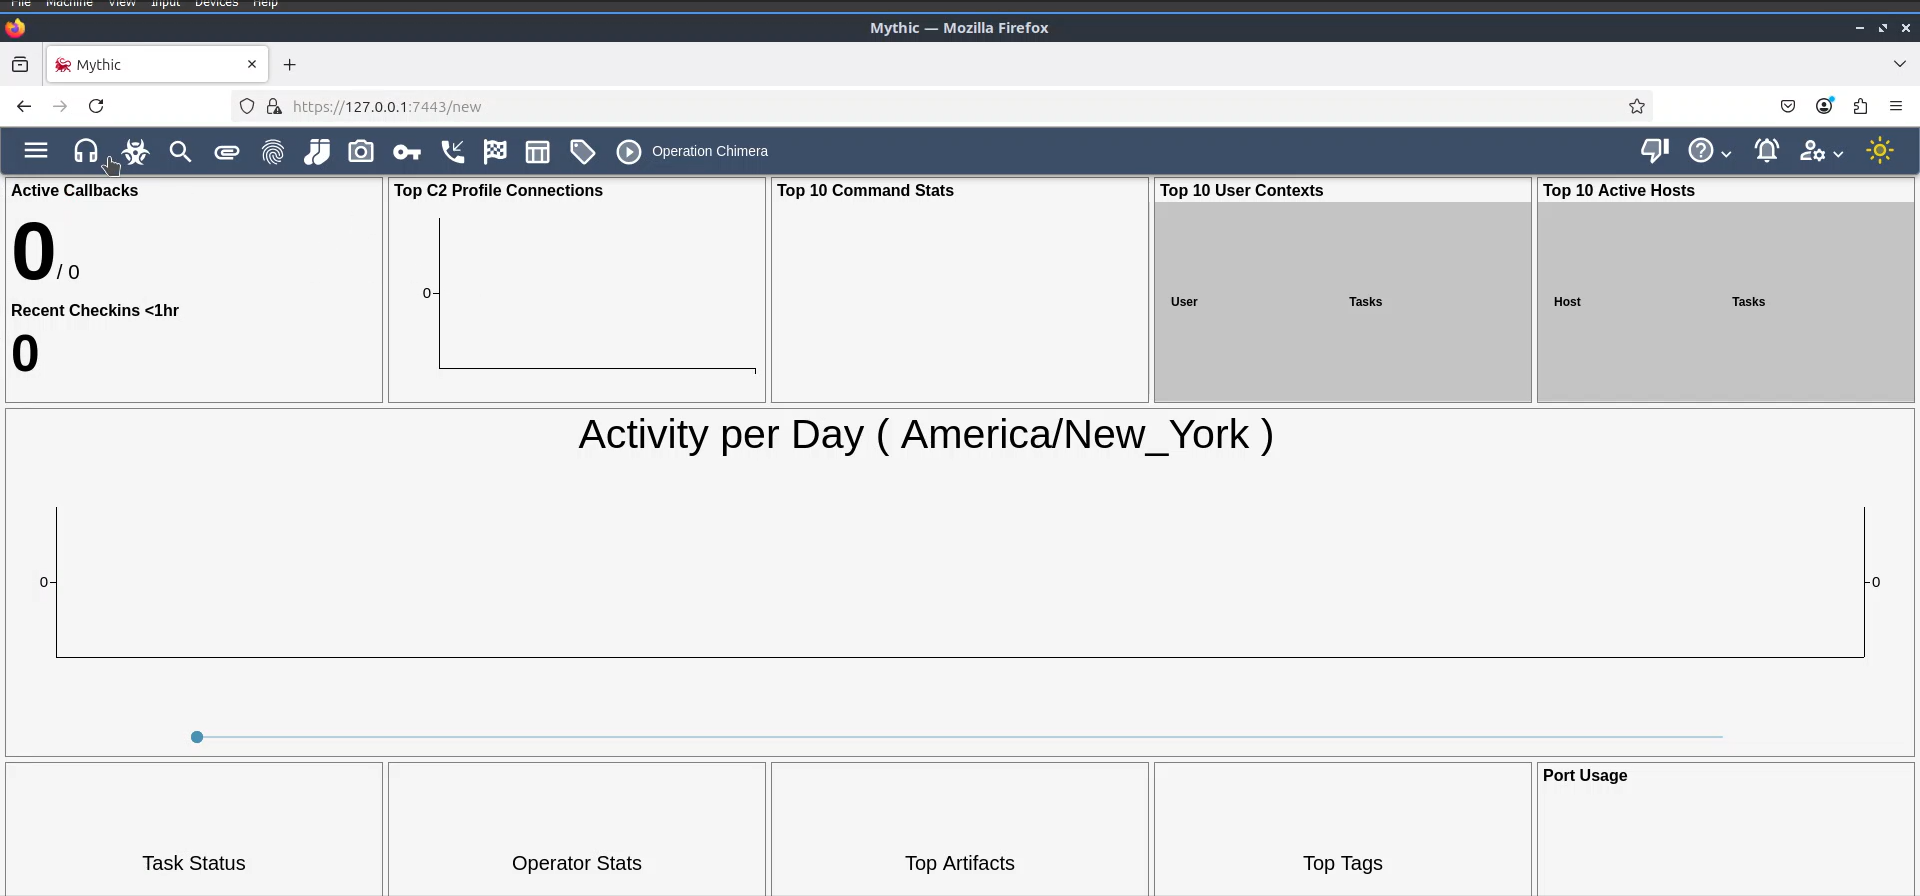 File Machine View Input Devices Help
Mythic — Mozilla Firefox
Mythic
https://127.0.0.1:7443/new
Operation Chimera
Active Callbacks
0 / 0
Recent Checkins <1hr
0
Top C2 Profile Connections
0
Top 10 Command Stats
Top 10 User Contexts
User Tasks
Top 10 Active Hosts
Host Tasks
Activity per Day ( America/New_York )
0 0
Task Status
Operator Stats
Top Artifacts
Top Tags
Port Usage